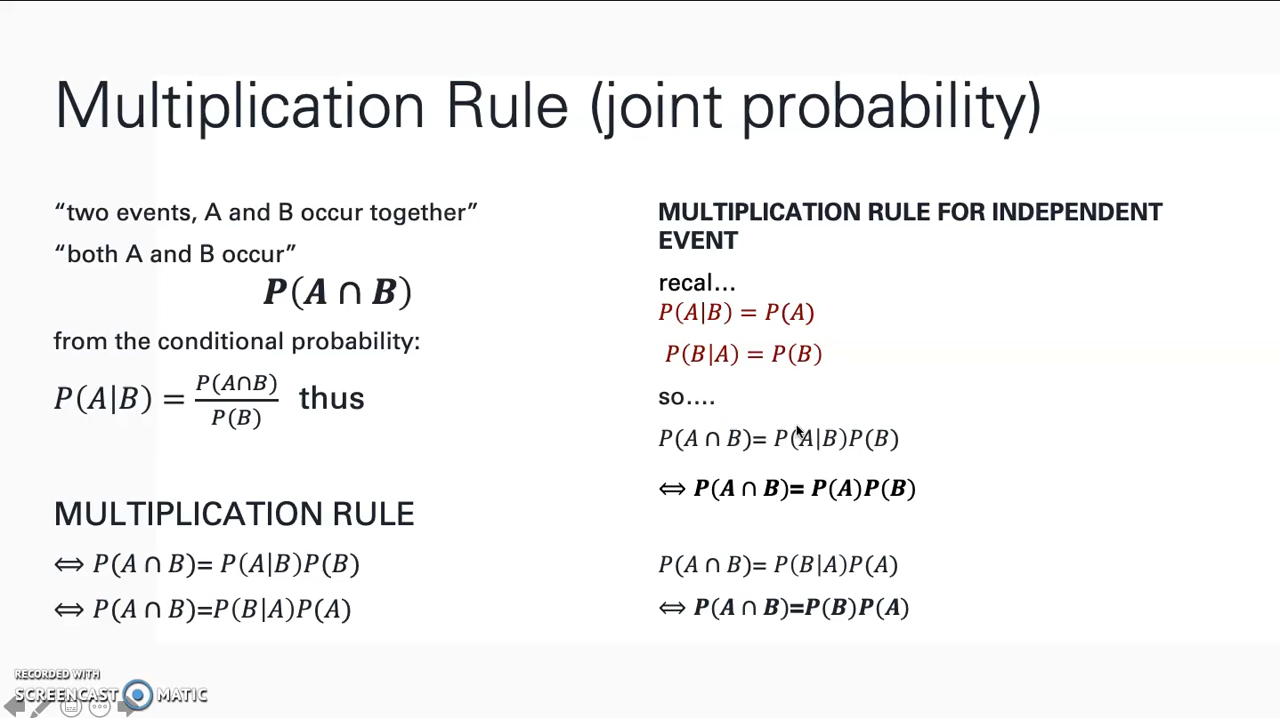 Multiplication Rule (joint probability)
“two events, A and B occur together”
“both A and B occur”
P(A ∩ B)
from the conditional probability:
P(A|B) = P(A∩B) / P(B) thus
MULTIPLICATION RULE
⇔ P(A ∩ B)= P(A|B)P(B)
⇔ P(A ∩ B)=P(B|A)P(A)
MULTIPLICATION RULE FOR INDEPENDENT
EVENT
recal…
P(A|B) = P(A)
P(B|A) = P(B)
so….
P(A ∩ B)= P(A|B)P(B)
⇔ P(A ∩ B)= P(A)P(B)
P(A ∩ B)= P(B|A)P(A)
⇔ P(A ∩ B)=P(B)P(A)
RECORDED WITH
SCREENCAST MATIC